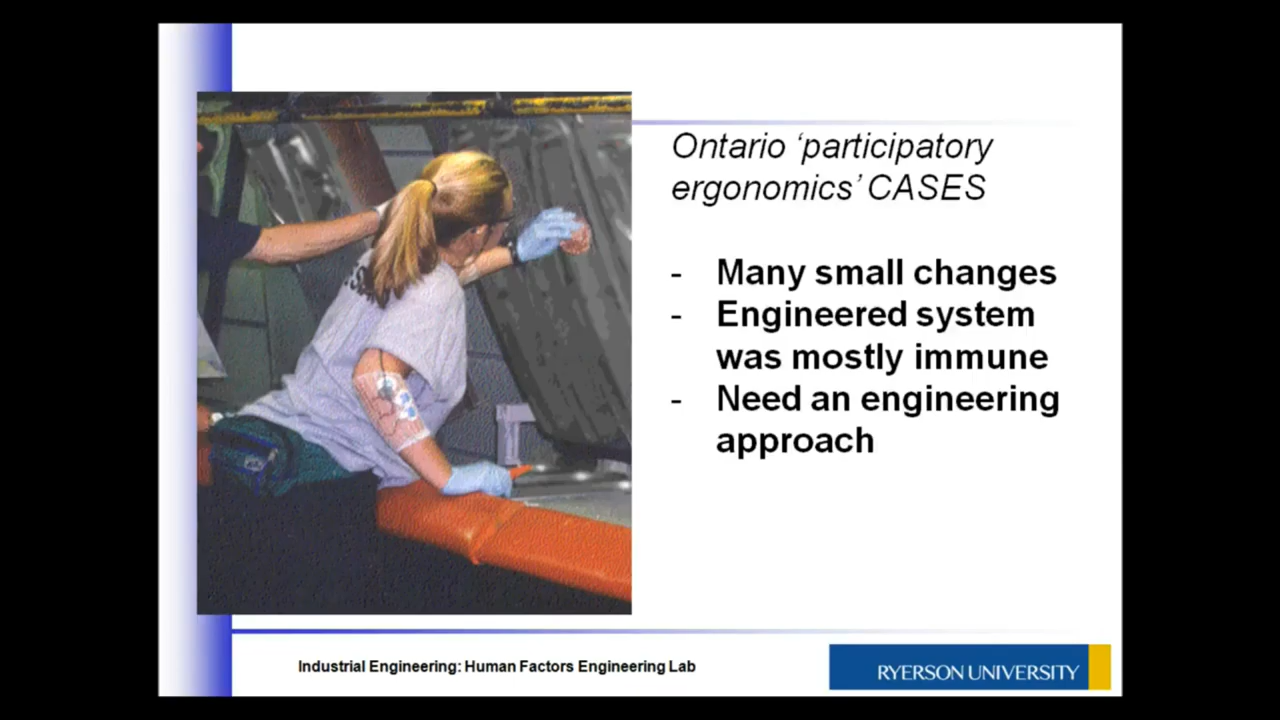 Ontario ‘participatory
ergonomics’ CASES
- Many small changes
- Engineered system
was mostly immune
- Need an engineering
approach
Industrial Engineering: Human Factors Engineering Lab
RYERSON UNIVERSITY